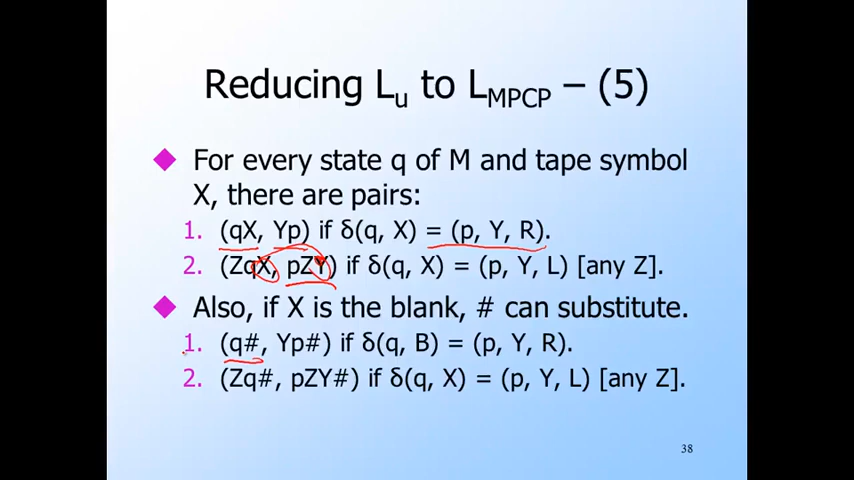 Reducing Lu to LMPCP – (5)
For every state q of M and tape symbol
X, there are pairs:
1. (qX, Yp) if δ(q, X) = (p, Y, R).
2. (ZqX, pZY) if δ(q, X) = (p, Y, L) [any Z].
Also, if X is the blank, # can substitute.
1. (q#, Yp#) if δ(q, B) = (p, Y, R).
2. (Zq#, pZY#) if δ(q, X) = (p, Y, L) [any Z].
38